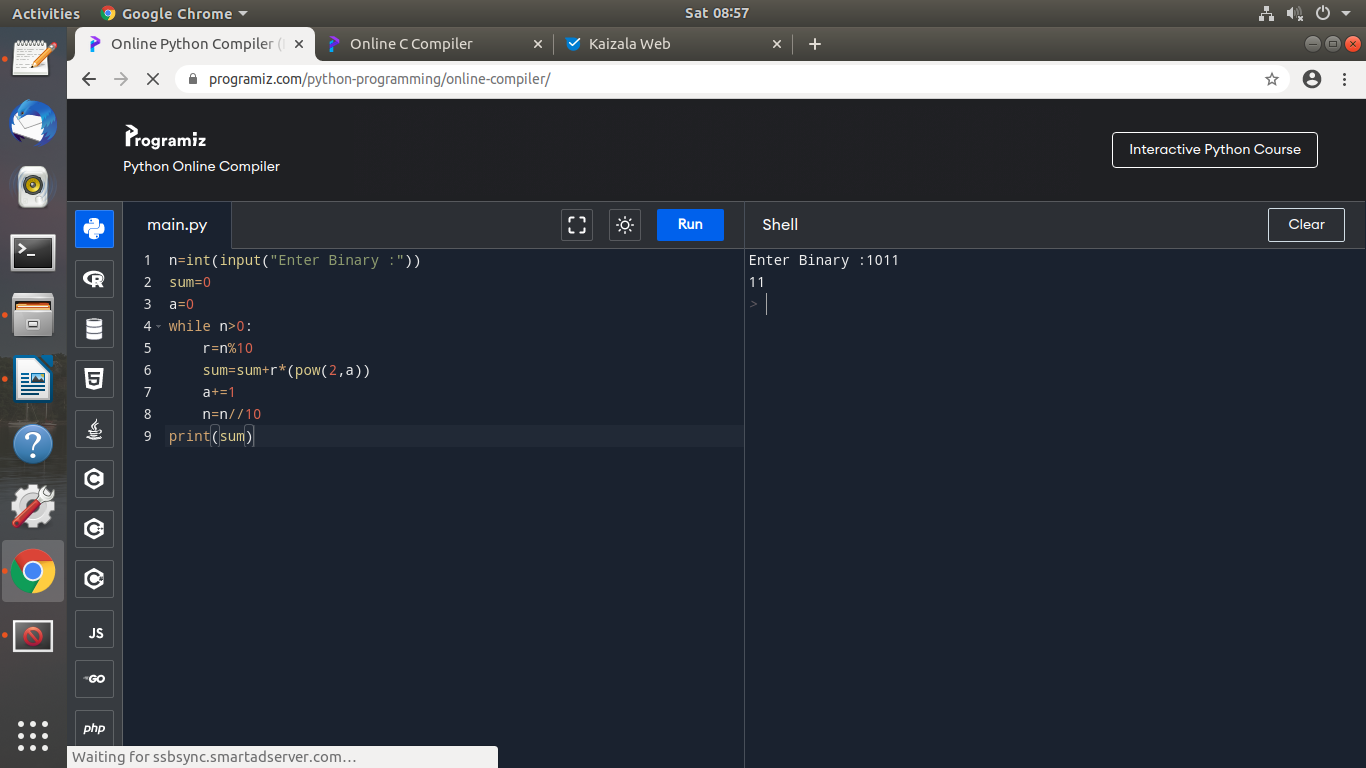 Activities Google Chrome Sat 08:57
Online Python Compiler ( Online C Compiler Kaizala Web
programiz.com/python-programming/online-compiler/
Programiz
Python Online Compiler
Interactive Python Course
main.py Run Shell Clear
1 n=int(input("Enter Binary :"))
2 sum=0
3 a=0
4 while n>0:
5 r=n%10
6 sum=sum+r*(pow(2,a))
7 a+=1
8 n=n//10
9 print(sum)
Enter Binary :1011
11
>
R
5
C
C++
C#
JS
GO
php
Waiting for ssbsync.smartadserver.com…